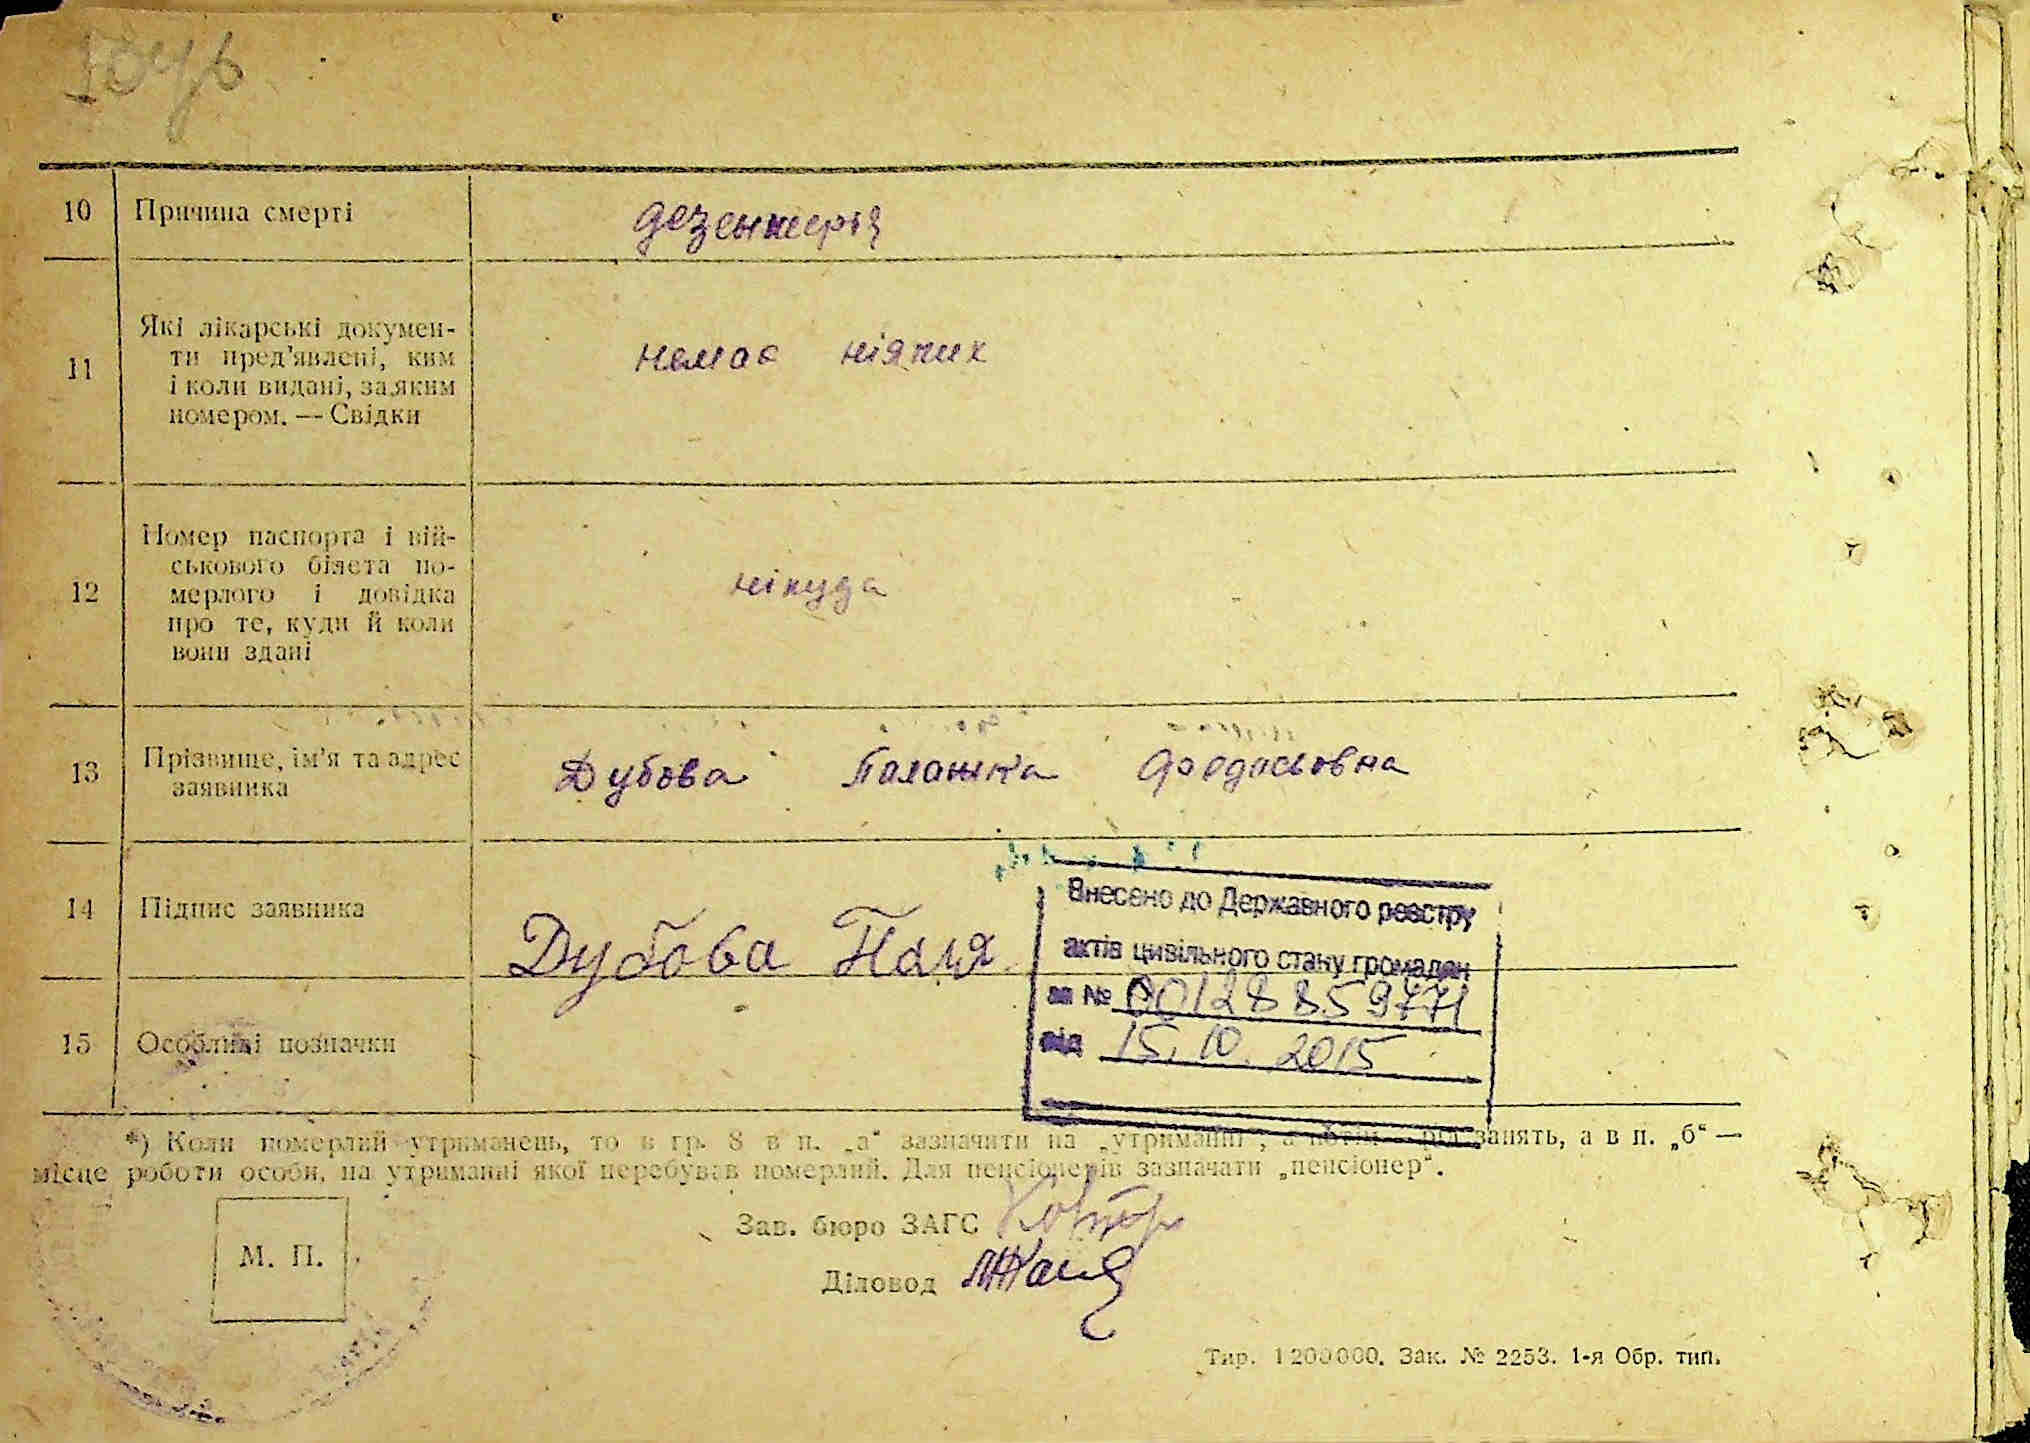 10 Причина смерті дезентерія
11 Які лікарські докумен-
ти пред'явлені, ким
і коли видані, за яким
номером. — Свідки
немає ніяких
12 Номер паспорта і вій-
ськового білета по-
мерлого і довідка
про те, куди й коли
вони здані
нікуда
13 Прізвище, ім'я та адрес
заявника
Дубова Палажка Феодосьовна
14 Підпис заявника Дубова Паля
Внесено до Державного реєстру
актів цивільного стану громадян
за № 00128859771
від 15.10.2015
15 Особливі позначки
*) Коли померлий утриманець, то в гр. 8 в п. „а“ зазначити на „утриманні“, а потім — рід занять, а в п. „б“ —
місце роботи особи, на утриманні якої перебував померлий. Для пенсіонерів зазначати „пенсіонер“.
Зав. бюро ЗАГС
М. П.
Діловод
Тир. 1200000. Зак. № 2253. 1-я Обр. тип.